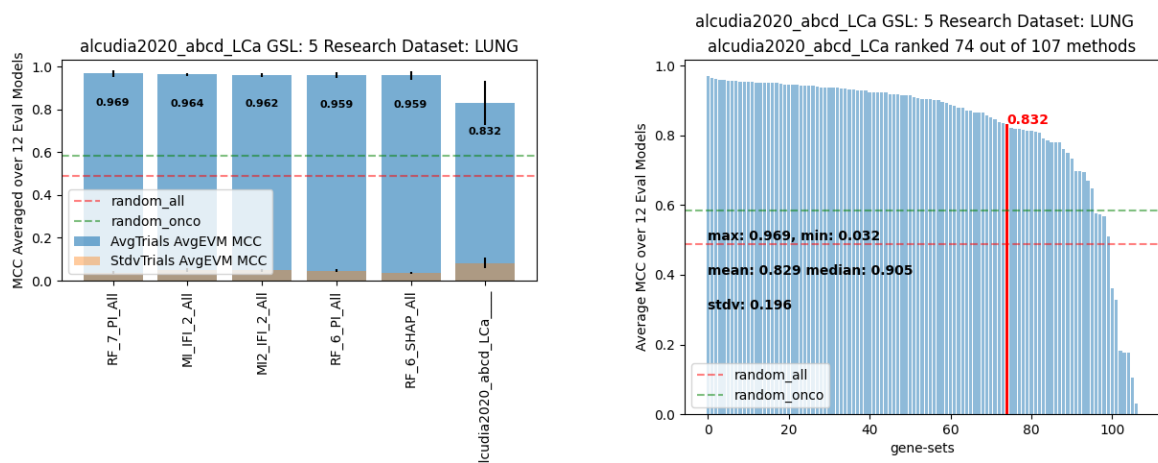 alcudia2020_abcd_LCa GSL: 5 Research Dataset: LUNG
MCC Averaged over 12 Eval Models
1.0
0.8
0.6
0.4
0.2
0.0
0.969
0.964
0.962
0.959
0.959
0.832
random_all
random_onco
AvgTrials AvgEVM MCC
StdvTrials AvgEVM MCC
RF_7_PI_All
MI_IFI_2_All
MI2_IFI_2_All
RF_6_PI_All
RF_6_SHAP_All
lcudia2020_abcd_LCa___
alcudia2020_abcd_LCa GSL: 5 Research Dataset: LUNG
alcudia2020_abcd_LCa ranked 74 out of 107 methods
Average MCC over 12 Eval Models
1.0
0.8
0.6
0.4
0.2
0.0
0.832
max: 0.969, min: 0.032
mean: 0.829 median: 0.905
stdv: 0.196
random_all
random_onco
0
20
40
60
80
100
gene-sets